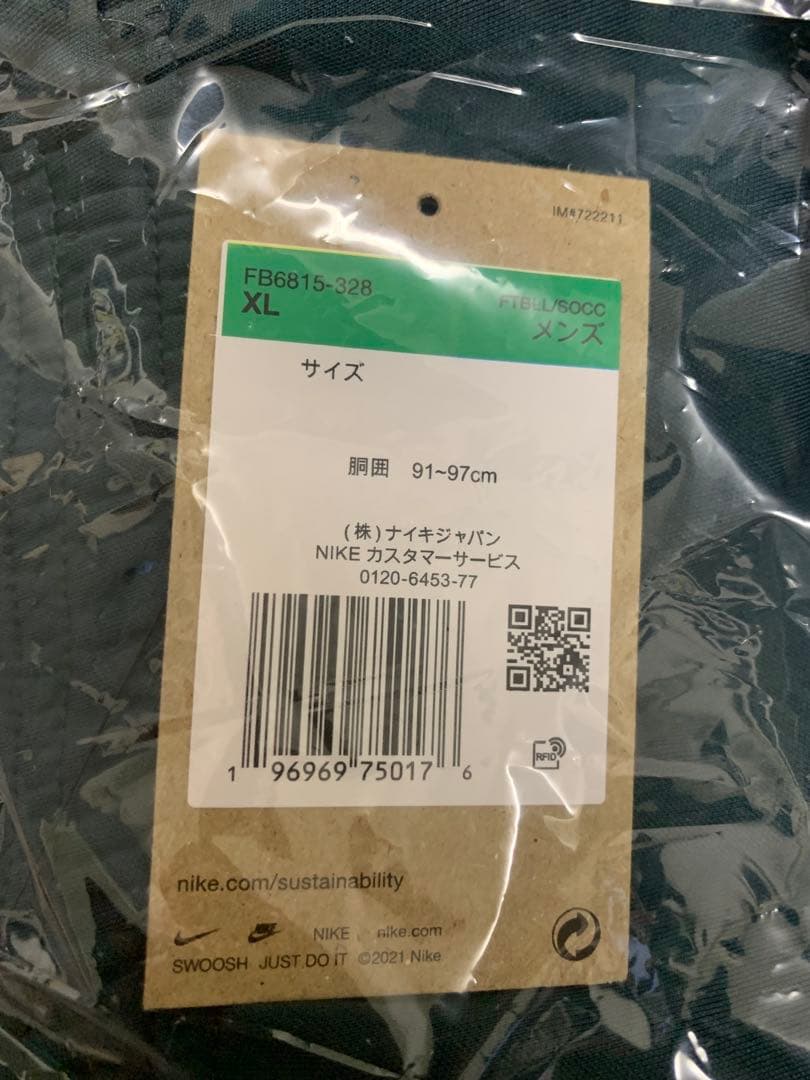 IM#722211
FB6815-328
XL
FTBLL/SOCC
メンズ
サイズ
胴囲 91~97cm
(株)ナイキジャパン
NIKE カスタマーサービス
0120-6453-77
1 96969 75017 6
RFID
nike.com/sustainability
NIKE nike.com
SWOOSH JUST DO IT ©2021 Nike